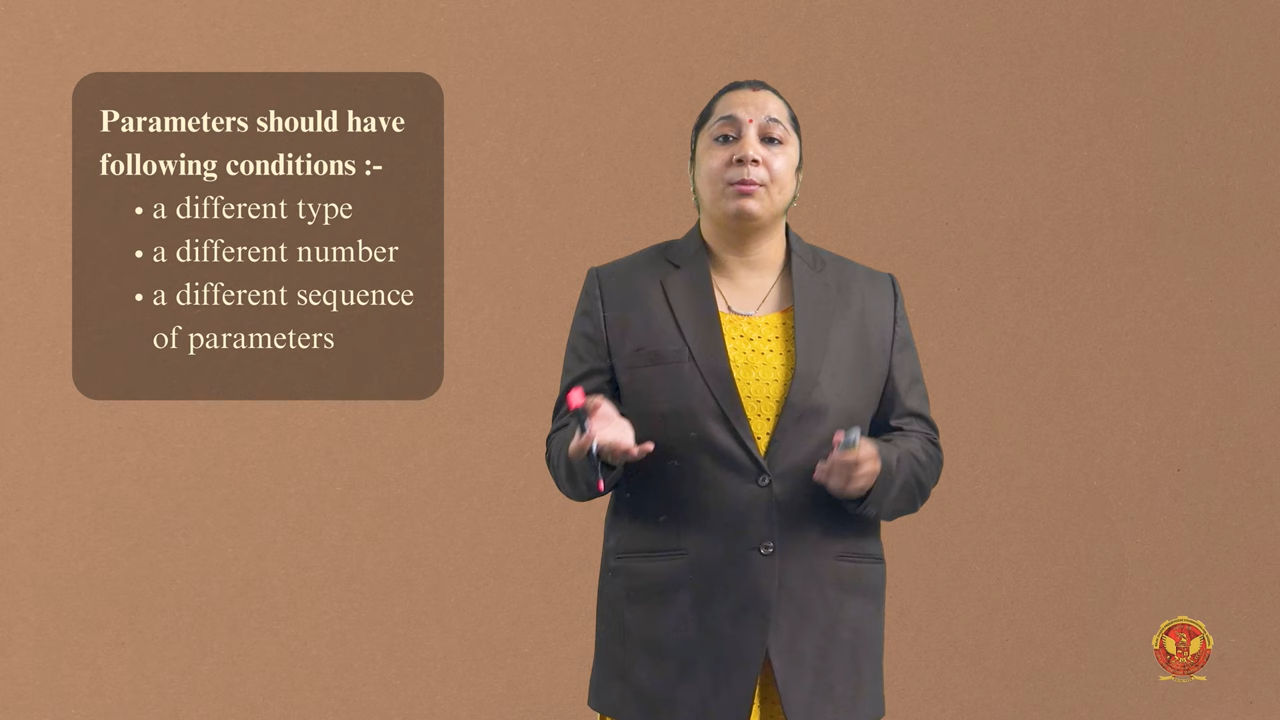 Parameters should have
following conditions :-
• a different type
• a different number
• a different sequence
of parameters